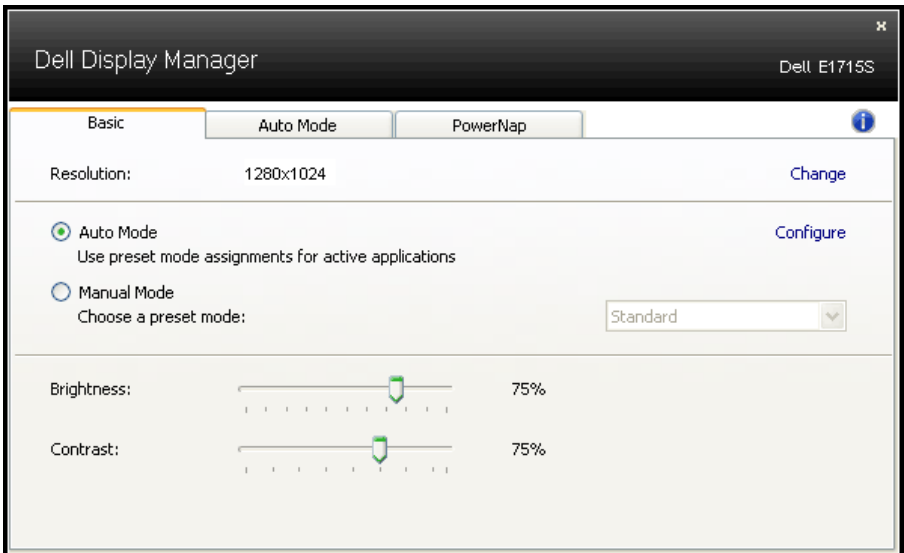 Dell Display Manager
Dell E1715S
Basic
Auto Mode
PowerNap
Resolution:
1280x1024
Change
Auto Mode
Configure
Use preset mode assignments for active applications
Manual Mode
Choose a preset mode:
Standard
Brightness:
75%
Contrast:
75%